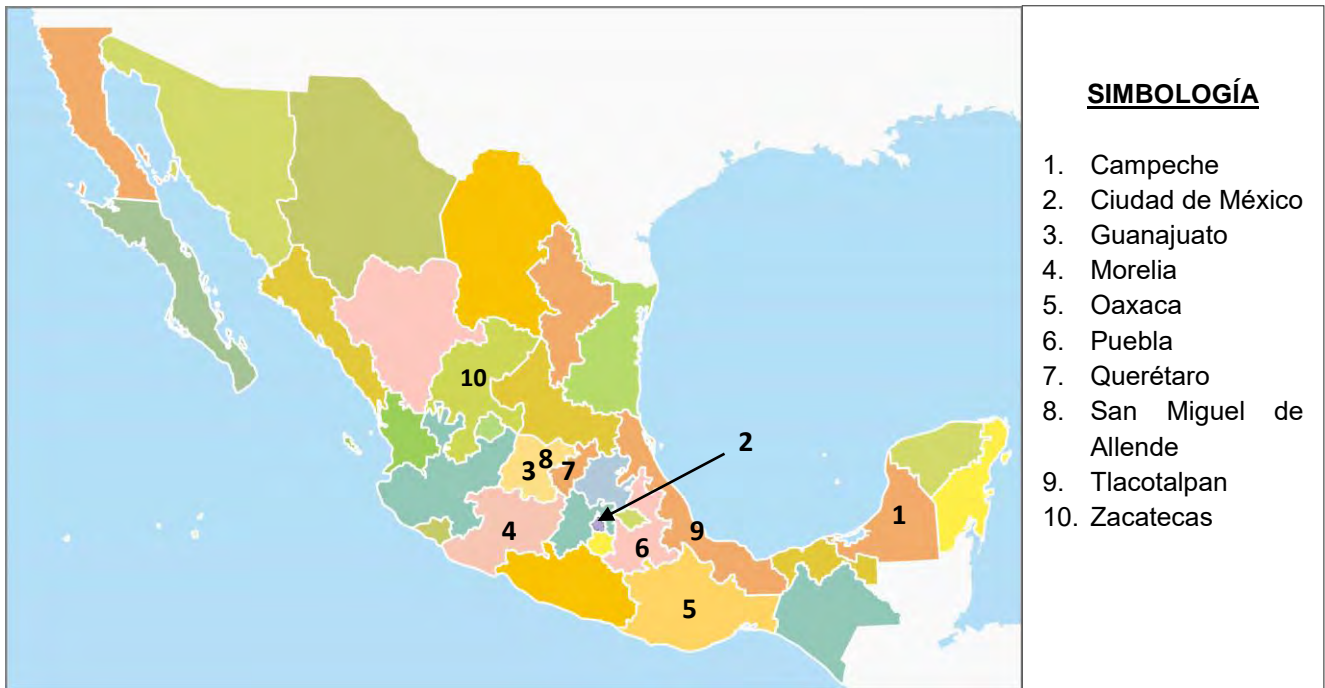 SIMBOLOGÍA
1. Campeche
2. Ciudad de México
3. Guanajuato
4. Morelia
5. Oaxaca
6. Puebla
7. Querétaro
8. San Miguel de
Allende
9. Tlacotalpan
10. Zacatecas
10
2
8
3
7
1
4
9
6
5